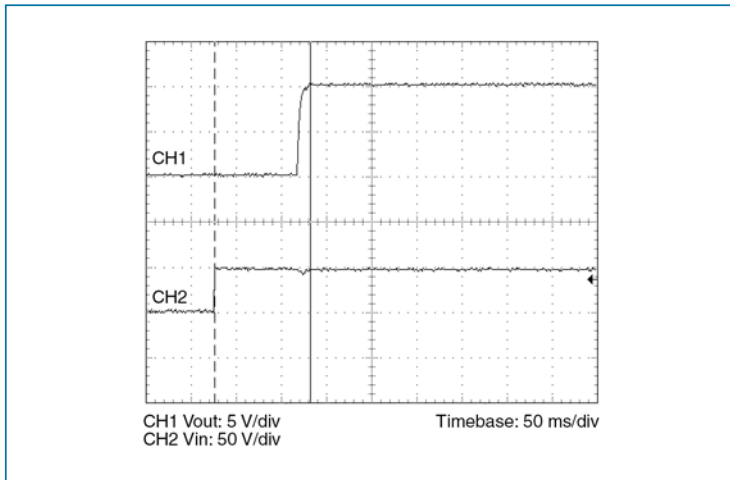 CH1
CH2
CH1 Vout: 5 V/div
Timebase: 50 ms/div
CH2 Vin: 50 V/div